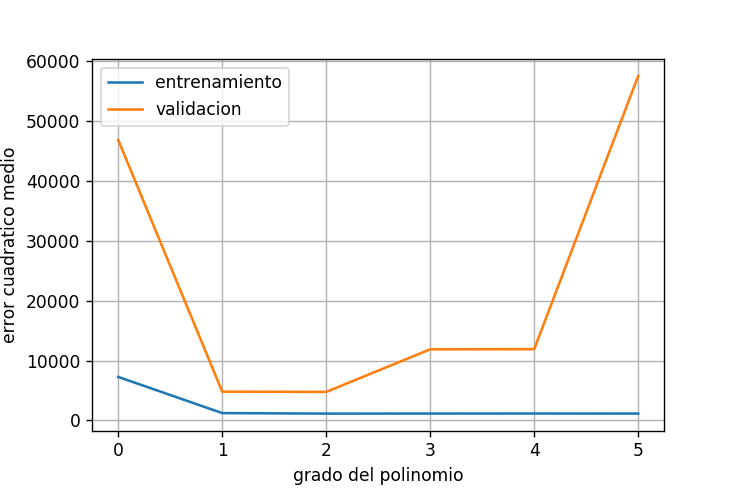 60000
50000
40000
30000
20000
10000
0
error cuadratico medio
entrenamiento
validacion
0 1 2 3 4 5
grado del polinomio